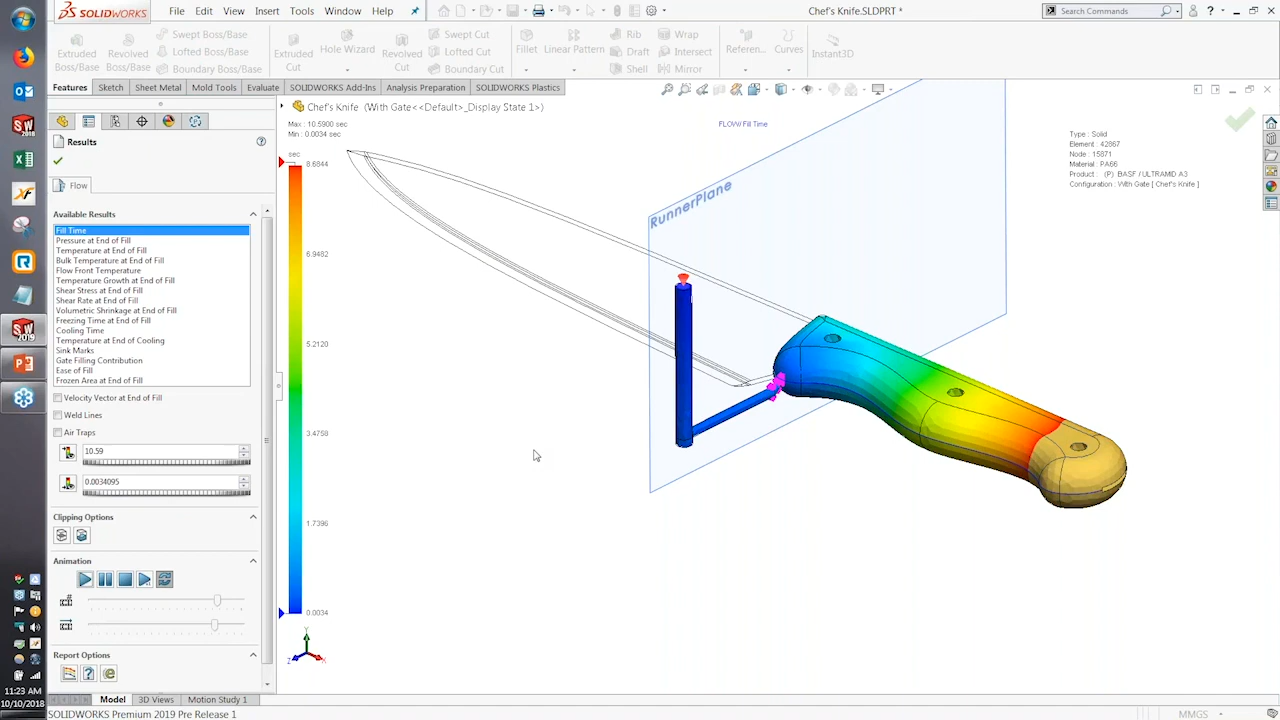 SOLIDWORKS
File Edit View Insert Tools Window Help
Chef's Knife.SLDPRT *
Search Commands
Extruded Boss/Base
Revolved Boss/Base
Swept Boss/Base
Lofted Boss/Base
Boundary Boss/Base
Extruded Cut
Hole Wizard
Revolved Cut
Swept Cut
Lofted Cut
Boundary Cut
Fillet
Linear Pattern
Rib
Draft
Shell
Wrap
Intersect
Mirror
Referen...
Curves
Instant3D
Features Sketch Sheet Metal Mold Tools Evaluate SOLIDWORKS Add-Ins Analysis Preparation SOLIDWORKS Plastics
Chef's Knife (With Gate<<Default>_Display State 1>)
Results
Flow
Available Results
Fill Time
Pressure at End of Fill
Temperature at End of Fill
Bulk Temperature at End of Fill
Flow Front Temperature
Temperature Growth at End of Fill
Shear Stress at End of Fill
Shear Rate at End of Fill
Volumetric Shrinkage at End of Fill
Freezing Time at End of Fill
Cooling Time
Temperature at End of Cooling
Sink Marks
Gate Filling Contribution
Ease of Fill
Frozen Area at End of Fill
Velocity Vector at End of Fill
Weld Lines
Air Traps
10.59
0.0034095
Clipping Options
Animation
Report Options
Max : 10.5900 sec
Min : 0.0034 sec
sec
8.6844
6.9482
5.2120
3.4758
1.7396
0.0034
FLOW/ Fill Time
RunnerPlane
Type : Solid
Element : 42867
Node : 15871
Material : PA66
Product : (P) BASF / ULTRAMID A3
Configuration : With Gate [ Chef's Knife ]
Y
Z
X
Model 3D Views Motion Study 1
SOLIDWORKS Premium 2019 Pre Release 1
MMGS
SW
2018
SW
2019
11:23 AM
10/10/2018